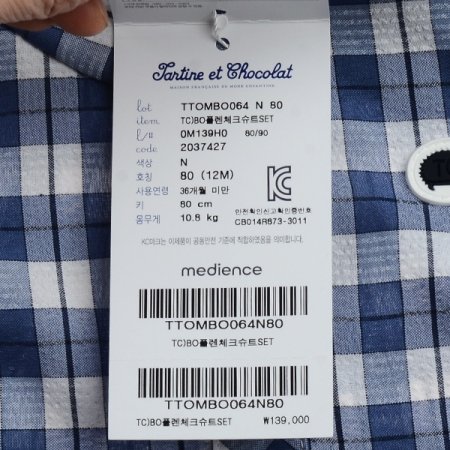 Tartine et Chocolat
MAISON FRANÇAISE DU MONDE ENFANTIN
lot TTOMBO064 N 80
item TC)BO플렌체크슈트SET
l/# 0M139H0 80/90
code 2037427
색상 N
호칭 80 (12M)
사용연령 36개월 미만
키 80 cm
몸무게 10.8 kg
안전확인신고확인증번호
CB014R673-3011
KC마크는 이제품이 공통안전 기준에 적합하였음을 의미합니다.
medience
TTOMBO064N80
TC)BO플렌체크슈트SET
TTOMBO064N80
TC)BO플렌체크슈트SET ₩139,000